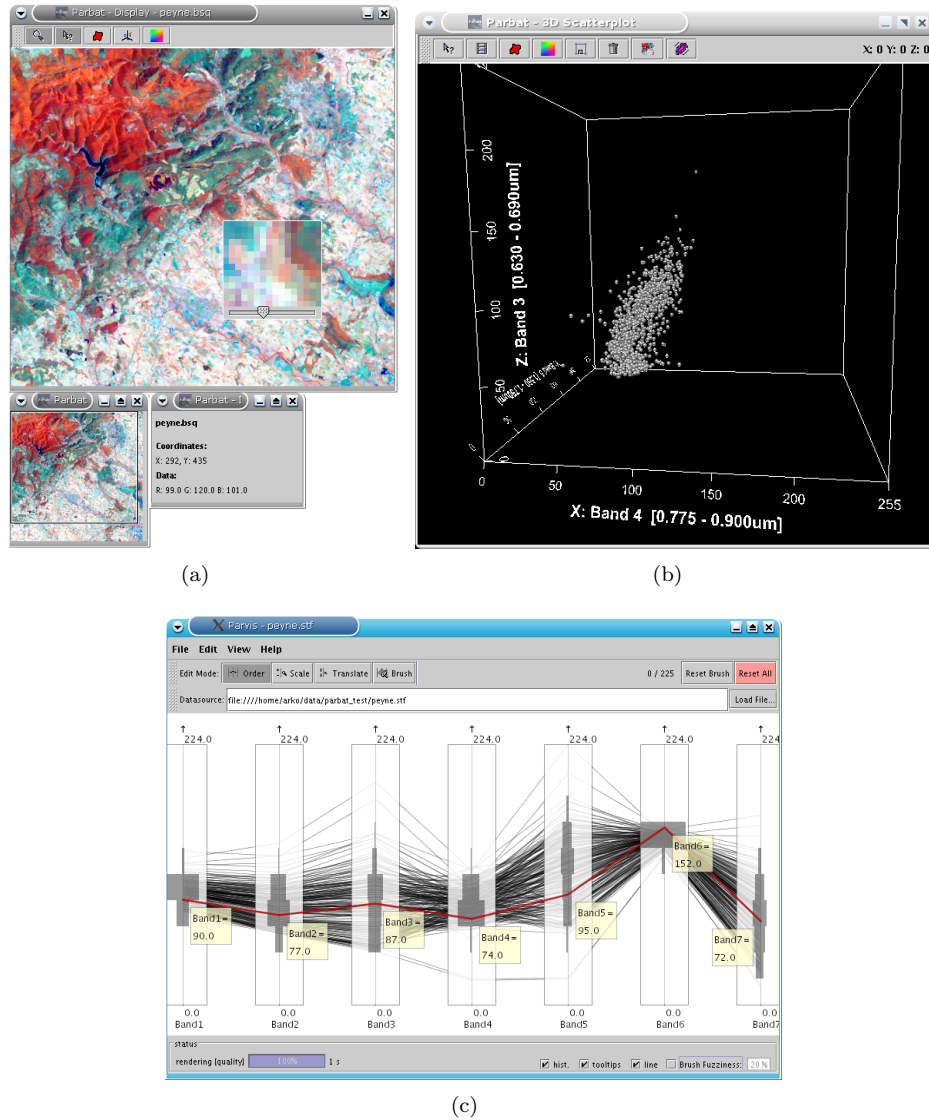 Parbat - Display - peyne.bsq
Parbat
Parbat - I
peyne.bsq
Coordinates:
X: 292, Y: 435
Data:
R: 99.0 G: 120.0 B: 101.0
(a)
Parbat - 3D Scatterplot
X: 0 Y: 0 Z: 0
200
150
100
50
0
Z: Band 3 [0.630 - 0.690um]
0
0 50 100 150 200 255
X: Band 4 [0.775 - 0.900um]
(b)
Parvis - peyne.stf
File Edit View Help
Edit Mode: Order Scale Translate Brush 0 / 225 Reset Brush Reset All
Datasource: file:////home/arko/data/parbat_test/peyne.stf Load File...
224.0 224.0 224.0 224.0 224.0 224.0 224
Band1= 90.0
Band2= 77.0
Band3= 87.0
Band4= 74.0
Band5= 95.0
Band6= 152.0
Band7= 72.0
0.0 0.0 0.0 0.0 0.0 0.0 0.0
Band1 Band2 Band3 Band4 Band5 Band6 Band7
status
rendering [quality] 100% 1 s hist. tooltips line Brush Fuzziness: 20 %
(c)